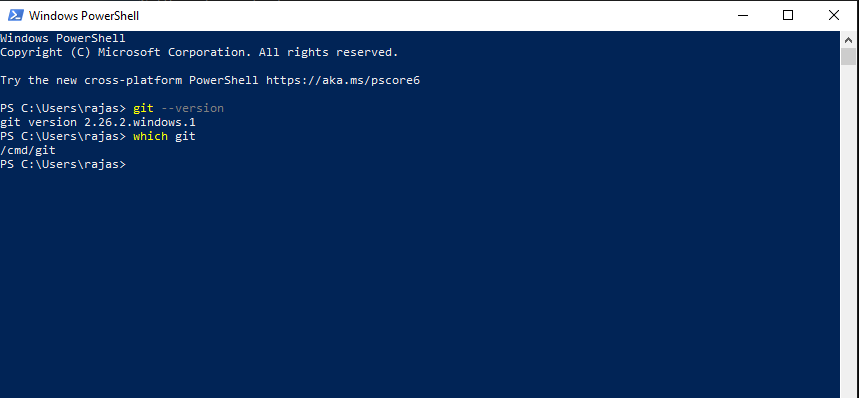 Windows PowerShell
Windows PowerShell
Copyright (C) Microsoft Corporation. All rights reserved.
Try the new cross-platform PowerShell https://aka.ms/pscore6
PS C:\Users\rajas> git --version
git version 2.26.2.windows.1
PS C:\Users\rajas> which git
/cmd/git
PS C:\Users\rajas>